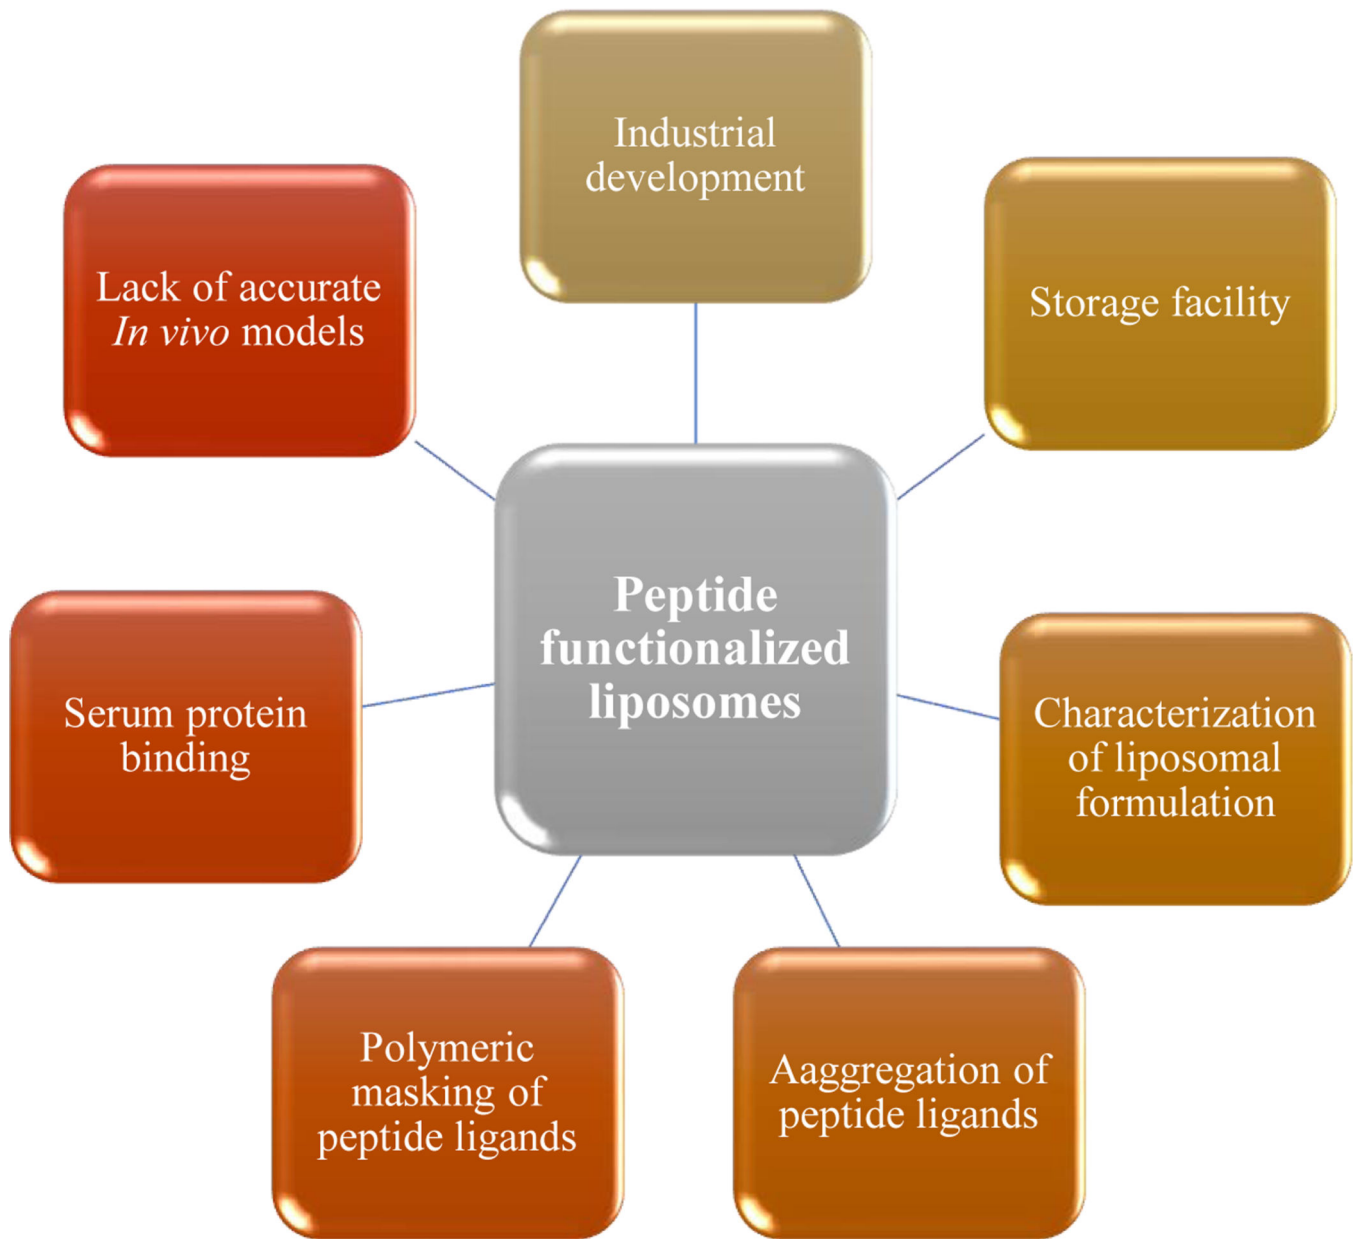 Industrial
development
Lack of accurate
In vivo models
Storage facility
Peptide
functionalized
liposomes
Serum protein
binding
Characterization
of liposomal
formulation
Polymeric
masking of
peptide ligands
Aaggregation of
peptide ligands